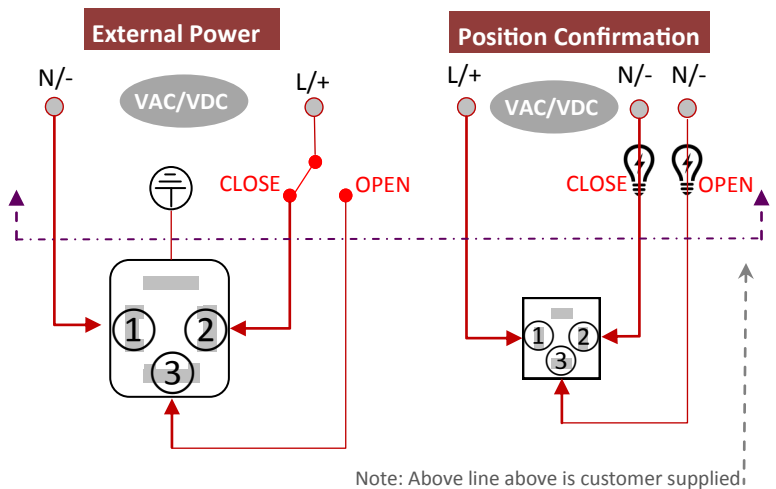 External Power
Position Confirmation
N/-
VAC/VDC
L/+
L/+
VAC/VDC
N/-
N/-
CLOSE
OPEN
CLOSE
OPEN
1
2
3
1
2
3
Note: Above line above is customer supplied